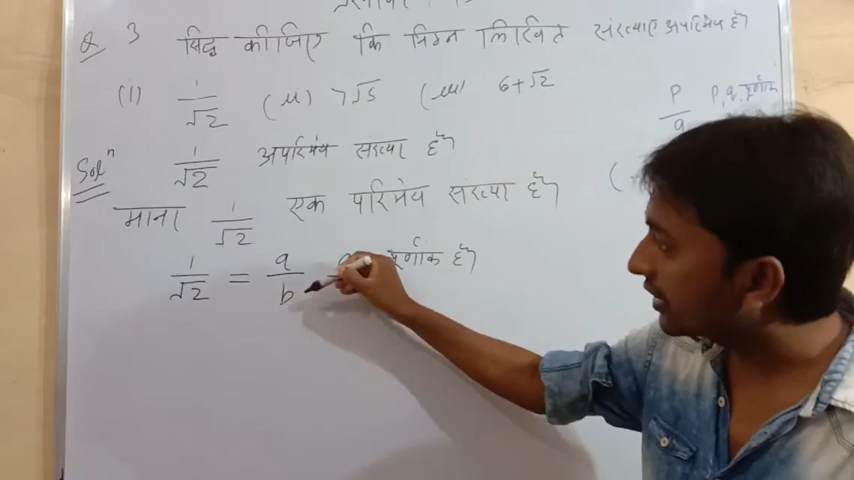 Q 3 सिद्ध कीजिए कि निम्न लिखित संख्याए अपरिमेय हैं
(i) 1/√2 (ii) 7√5 (iii) 6+√2
P/q P,q पूर्णांक
Solⁿ 1/√2 अपरिमेय संख्या है
माना 1/√2 एक परिमेय संख्या है
1/√2 = a/b पूर्णांक है